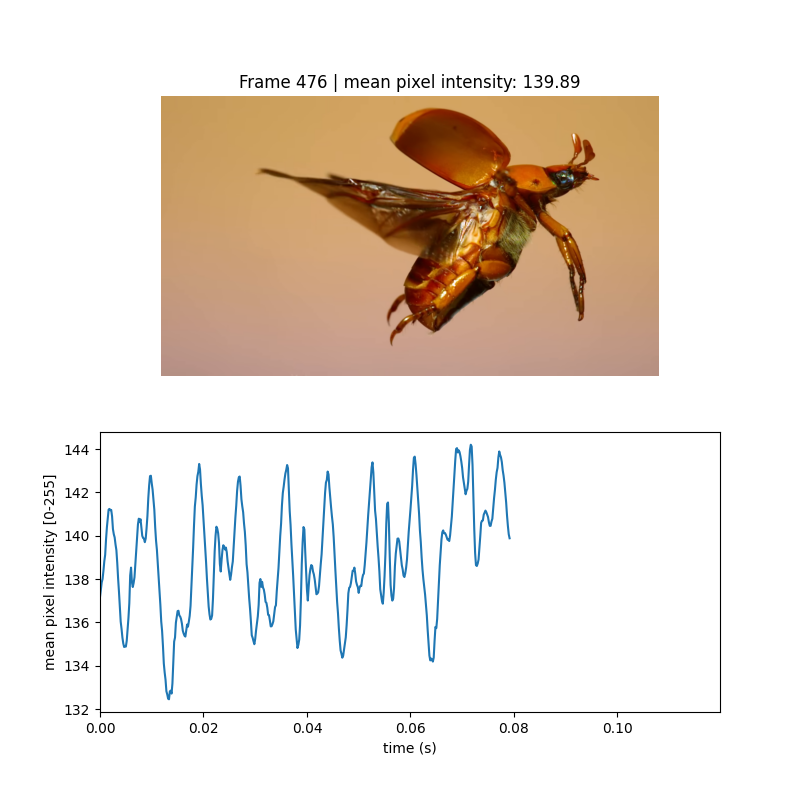 Frame 476 | mean pixel intensity: 139.89
144
142
140
138
136
134
132
mean pixel intensity [0-255]
0.00 0.02 0.04 0.06 0.08 0.10
time (s)